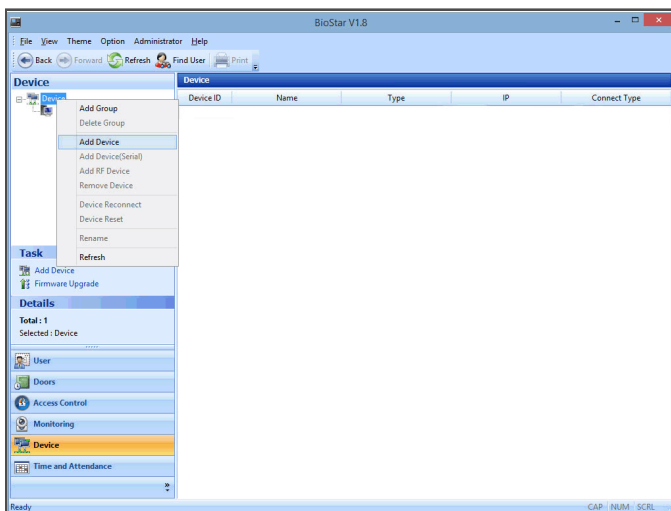 BioStar V1.8
File View Theme Option Administrator Help
Back Forward Refresh Find User Print
Device
Device
Device ID Name Type IP Connect Type
Device
Add Group
Delete Group
Add Device
Add Device(Serial)
Add RF Device
Remove Device
Device Reconnect
Device Reset
Rename
Refresh
Task
Add Device
Firmware Upgrade
Details
Total : 1
Selected : Device
User
Doors
Access Control
Monitoring
Device
Time and Attendance
Ready CAP NUM SCRL